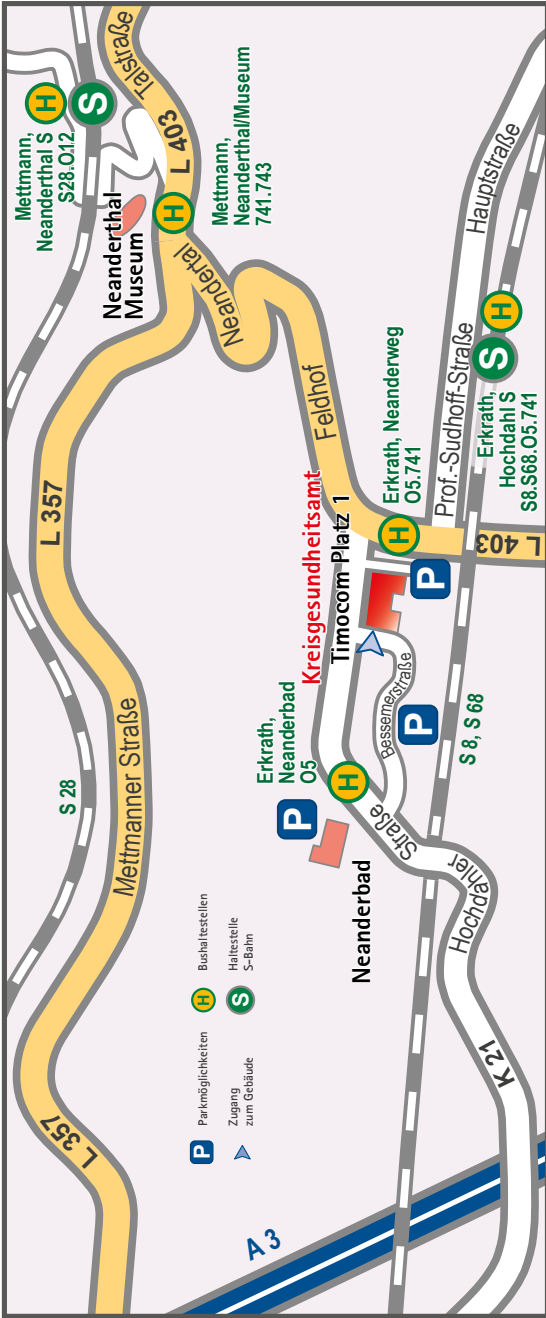 L 357
Mettmanner Straße
L 357
S 28
Mettmann,
Neanderthal S
S28.O12
H
S
Talstraße
L 403
Neanderthal
Museum
H
Mettmann,
Neanderthal/Museum
741.743
Neandertal
Feldhof
A 3
P
Parkmöglichkeiten
H
Bushaltestellen
Zugang
zum Gebäude
S
Haltestelle
S-Bahn
P
Neanderbad
Erkrath,
Neanderbad
O5
H
Kreisgesundheitsamt
Timocom Platz 1
Erkrath, Neanderweg
O5.741
H
P
Bessemerstraße
P
Hochdahler
Straße
K 21
S 8, S 68
L 403
Prof.-Sudhoff-Straße
Hauptstraße
Erkrath,
Hochdahl S
S8.S68.O5.741
S
H